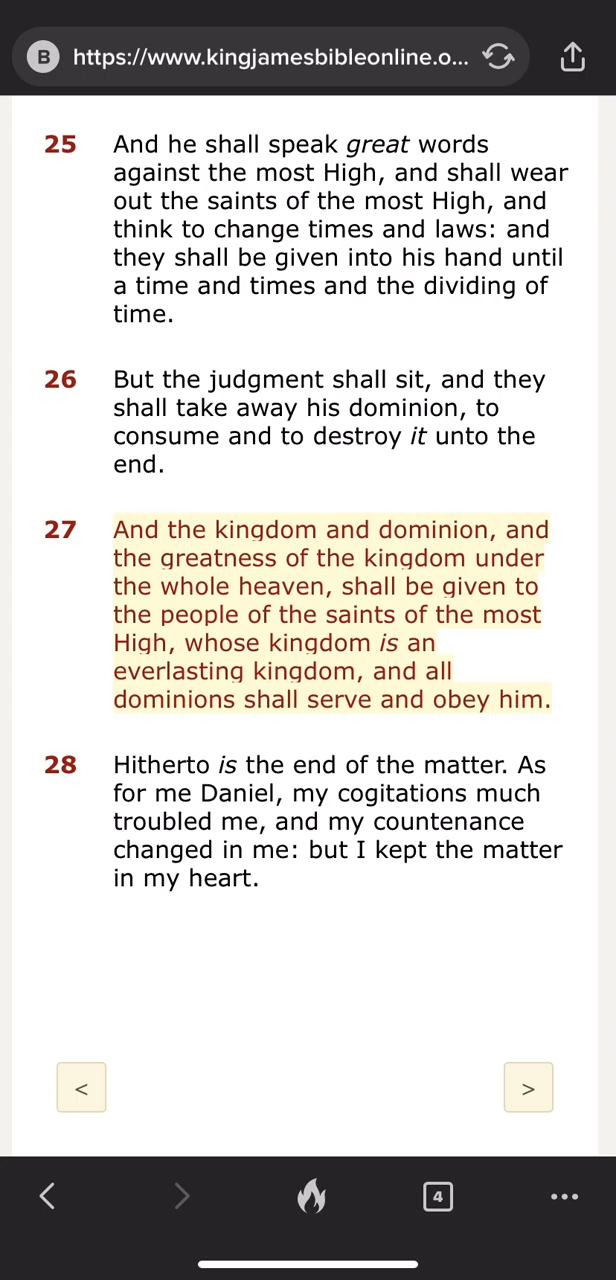 B https://www.kingjamesbibleonline.o...
25 And he shall speak great words
against the most High, and shall wear
out the saints of the most High, and
think to change times and laws: and
they shall be given into his hand until
a time and times and the dividing of
time.
26 But the judgment shall sit, and they
shall take away his dominion, to
consume and to destroy it unto the
end.
27 And the kingdom and dominion, and
the greatness of the kingdom under
the whole heaven, shall be given to
the people of the saints of the most
High, whose kingdom is an
everlasting kingdom, and all
dominions shall serve and obey him.
28 Hitherto is the end of the matter. As
for me Daniel, my cogitations much
troubled me, and my countenance
changed in me: but I kept the matter
in my heart.
< >
4